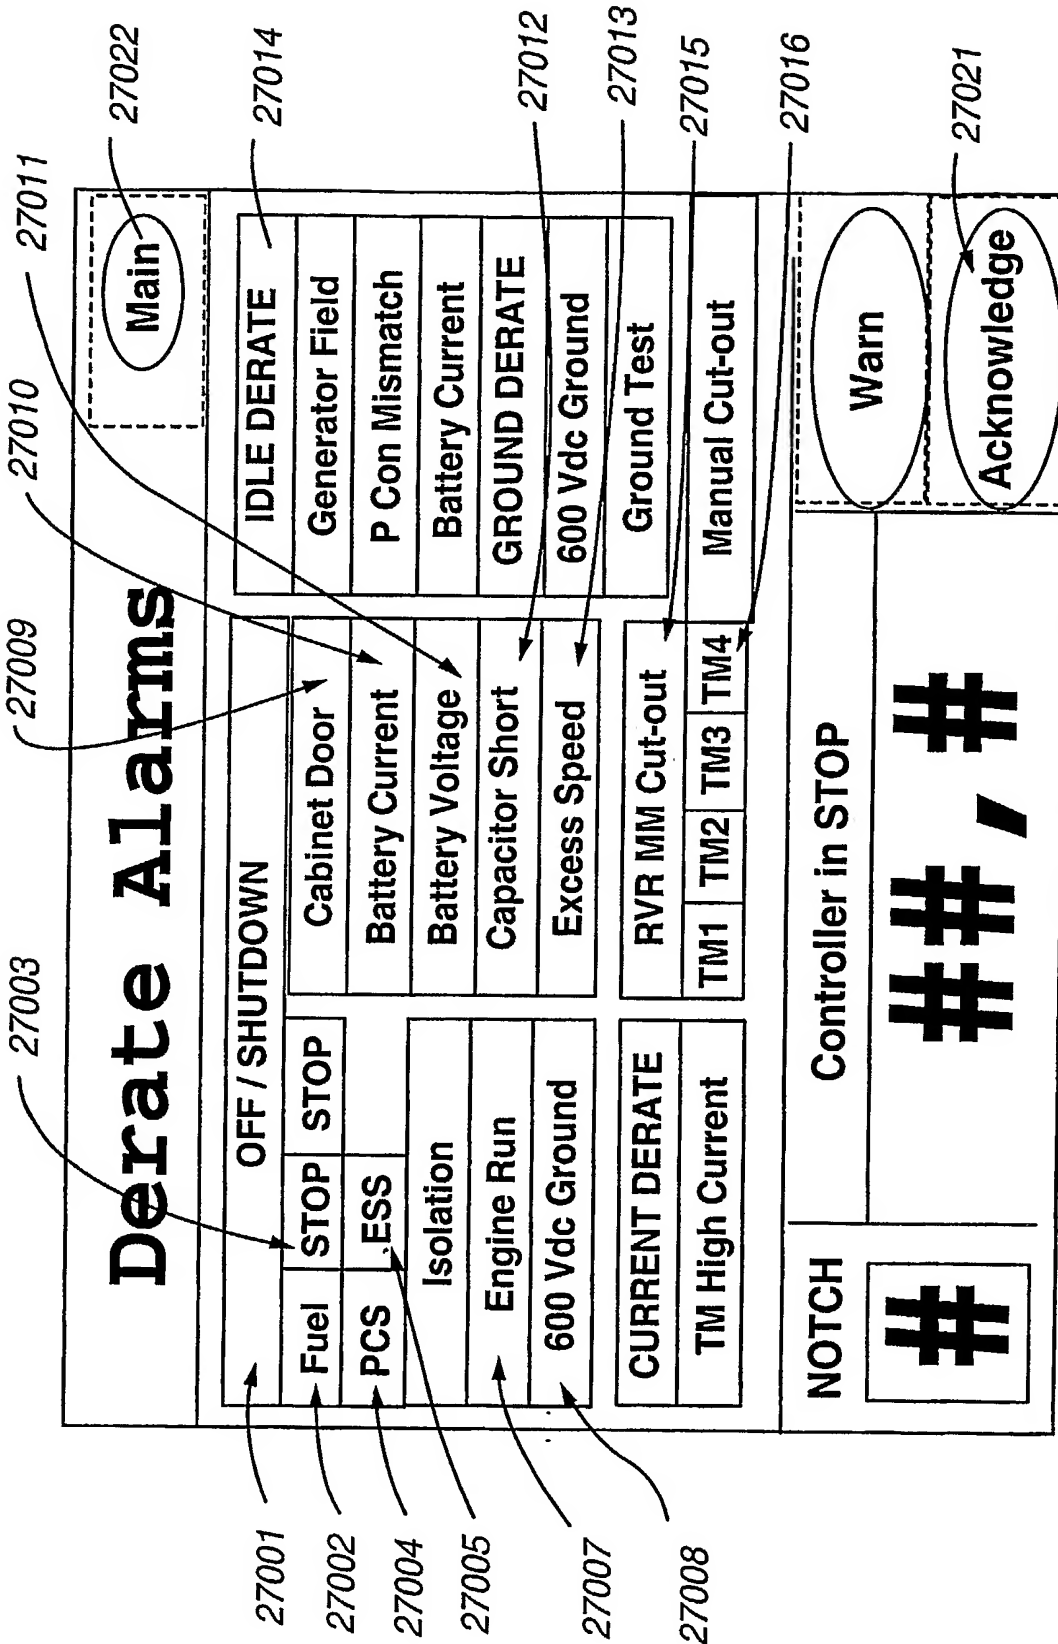 27003
27009
27010
27011
27022
27014
27012
27013
27015
27016
27021
27001
27002
27004
27005
27007
27008
Derate Alarms
Main
OFF / SHUTDOWN
Fuel STOP STOP
PCS ESS
Isolation
Engine Run
600 Vdc Ground
Cabinet Door
Battery Current
Battery Voltage
Capacitor Short
Excess Speed
IDLE DERATE
Generator Field
P Con Mismatch
Battery Current
GROUND DERATE
600 Vdc Ground
Ground Test
CURRENT DERATE
TM High Current
RVR MM Cut-out
TM1 TM2 TM3 TM4
Manual Cut-out
NOTCH
#
Controller in STOP
##,#
Warn
Acknowledge